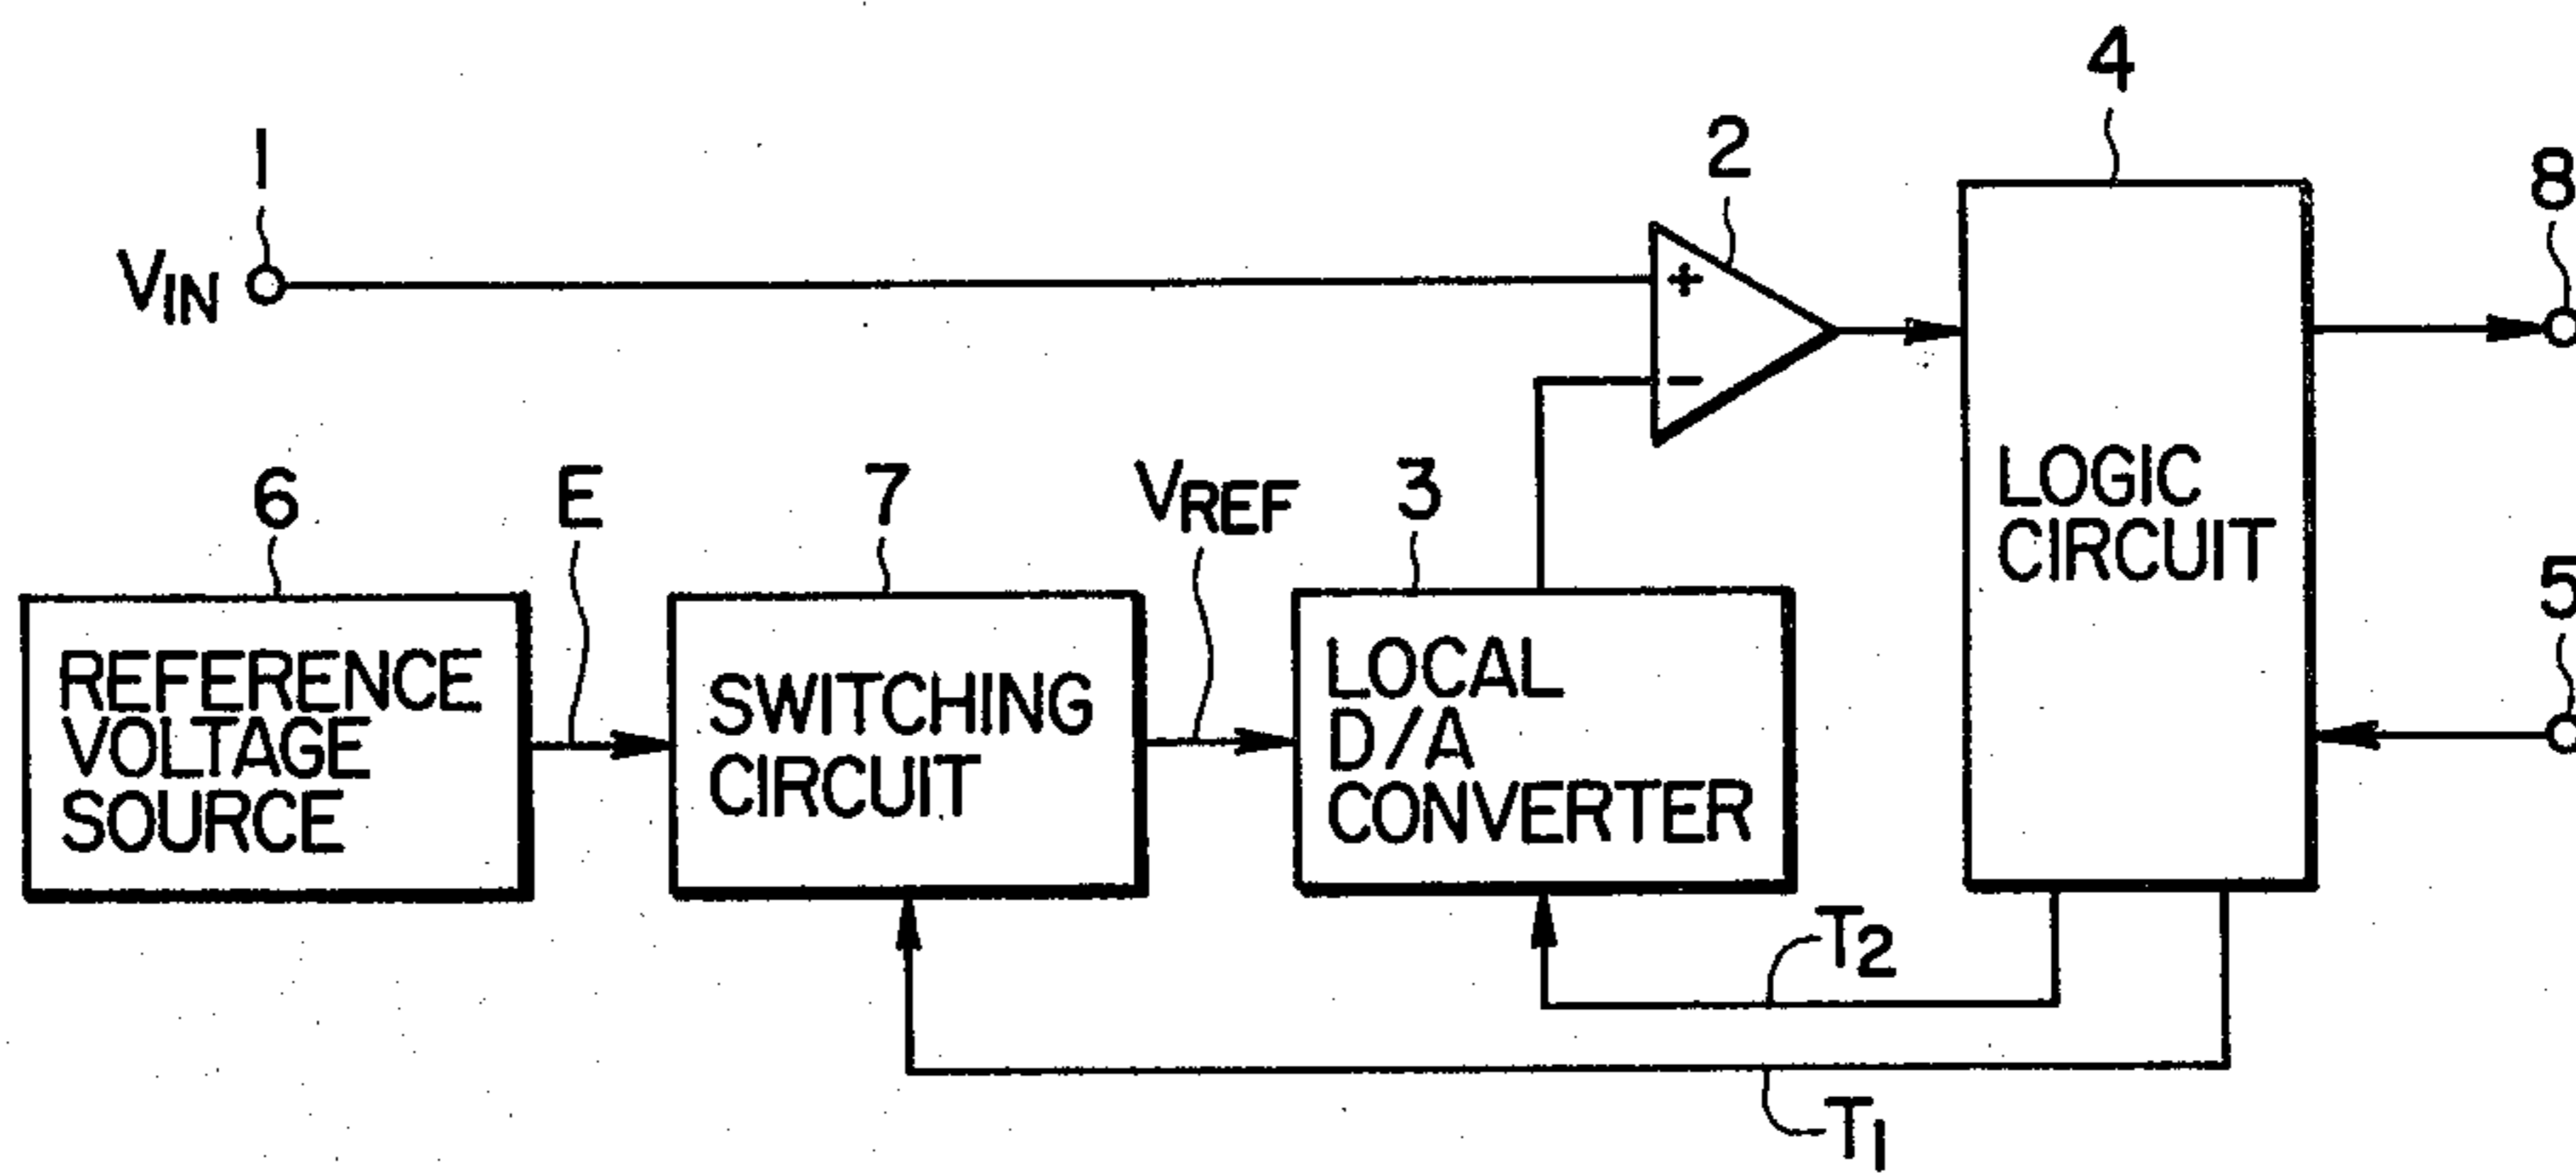 4
1
2
8
VIN
+
−
6
E
7
VREF
3
LOGIC
CIRCUIT
5
REFERENCE
VOLTAGE
SOURCE
SWITCHING
CIRCUIT
LOCAL
D/A
CONVERTER
T2
T1